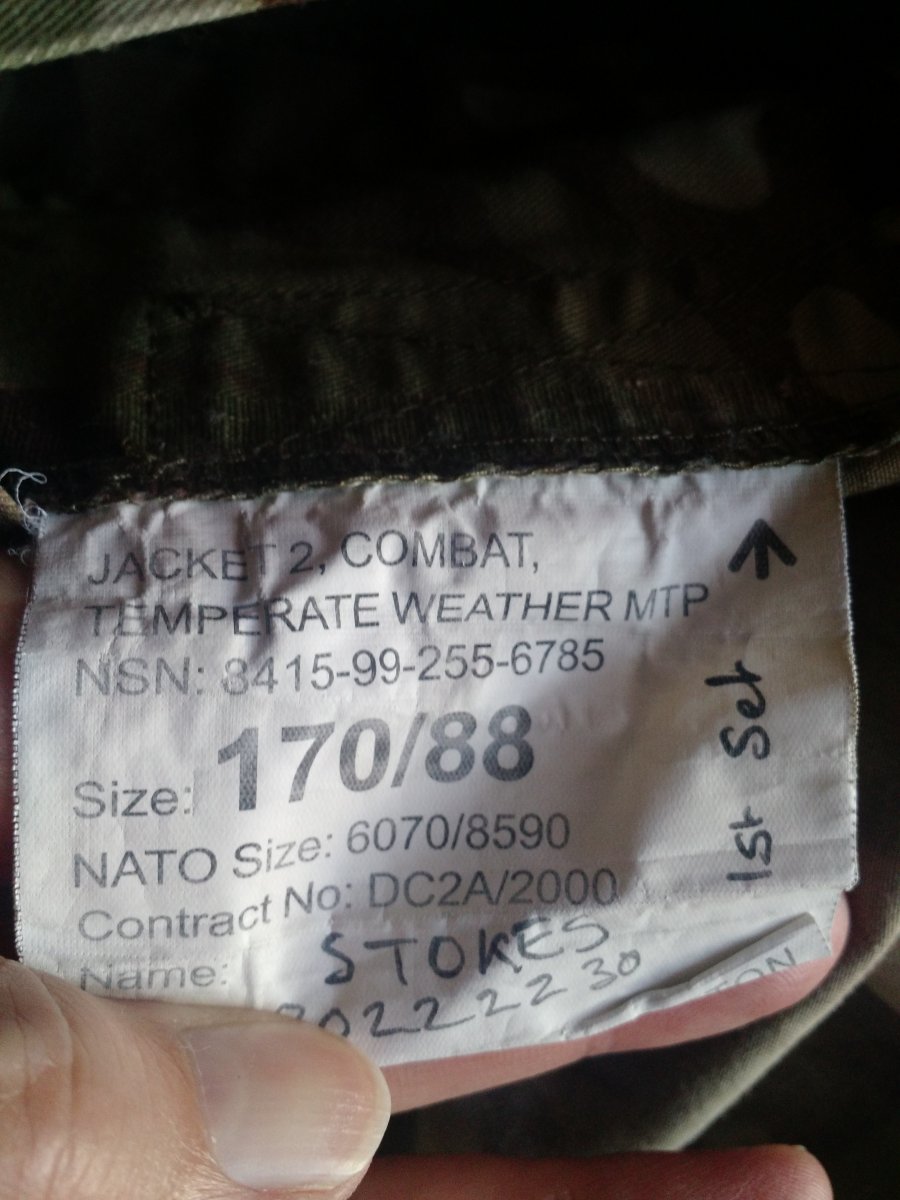 JACKET 2, COMBAT,
TEMPERATE WEATHER MTP
NSN: 8415-99-255-6785
Size: 170/88
NATO Size: 6070/8590
Contract No: DC2A/2000
Name: STOKES
1st Set